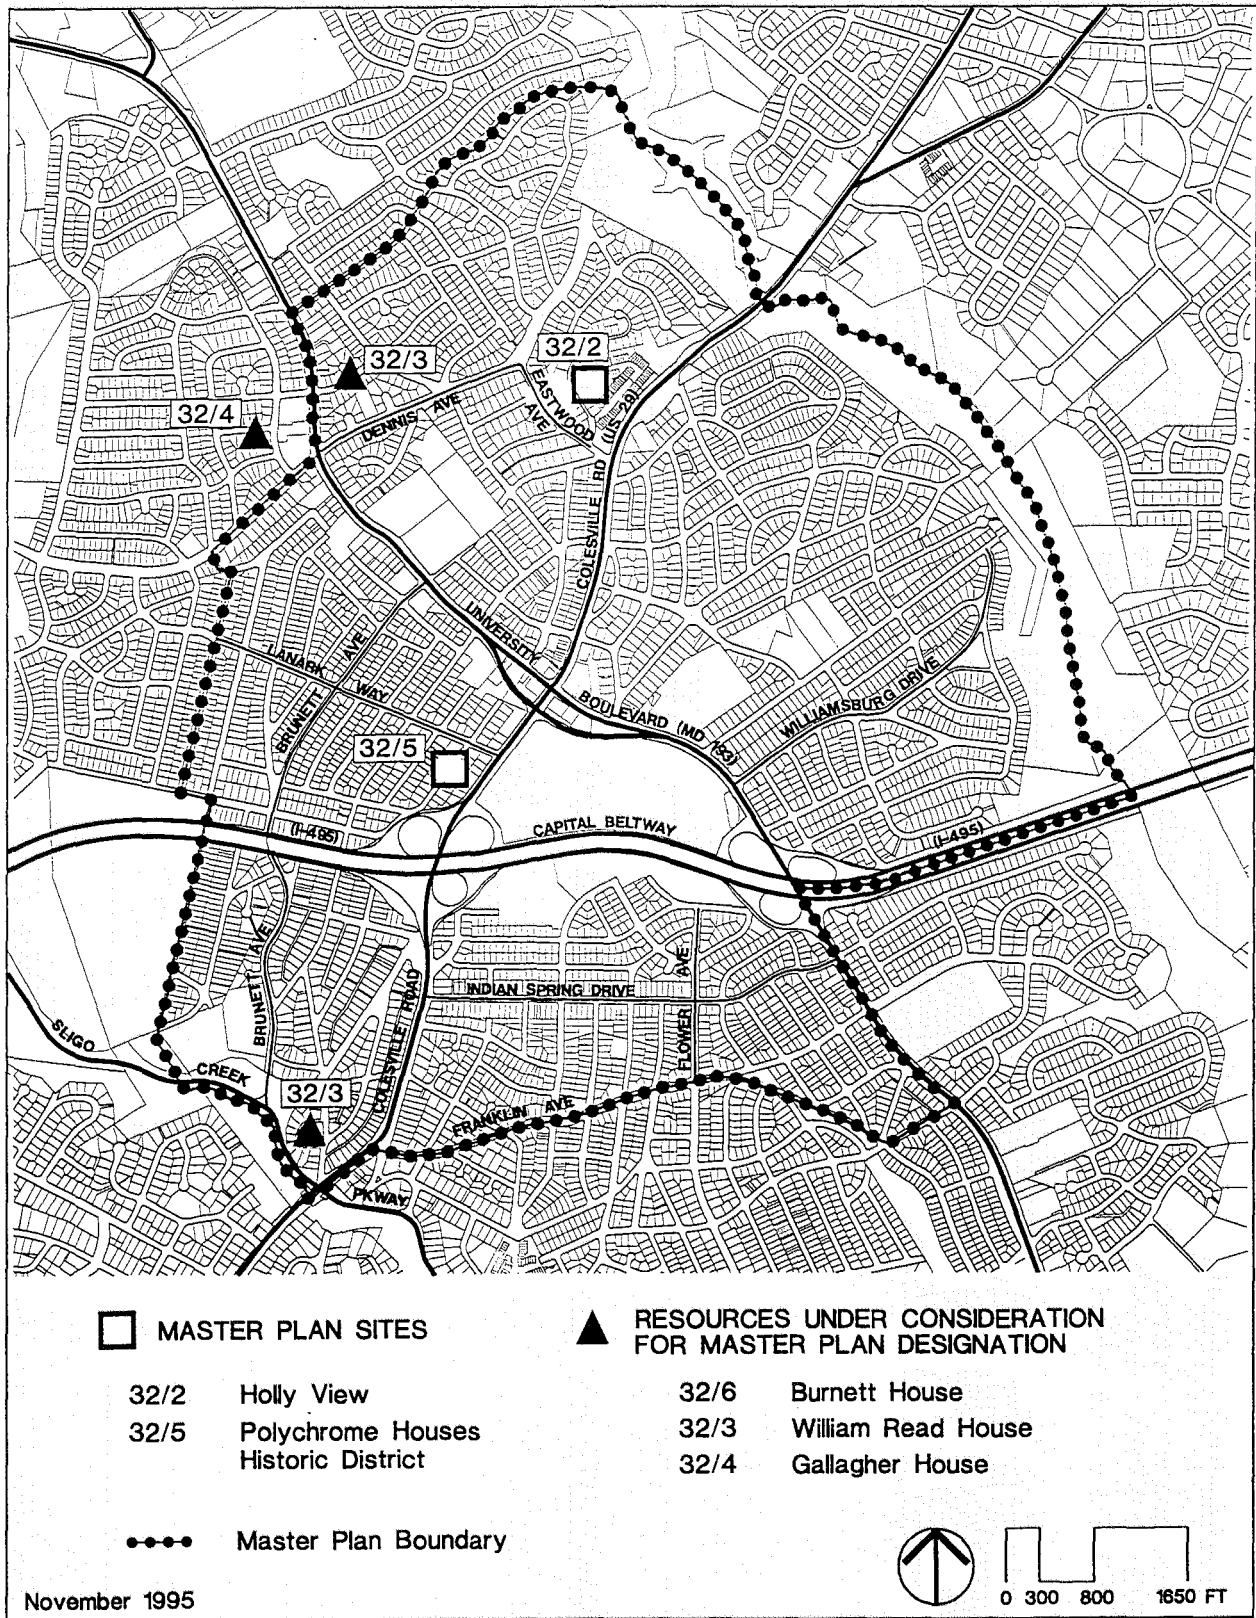 32/3
32/2
32/4
DENNIS AVE
EASTWOOD AVE
(US 29)
COLESVILLE RD
UNIVERSITY
BOULEVARD (MD 193)
LANARK WAY
BRUNETT AVE
WILLIAMSBURG DRIVE
32/5
(I-495)
CAPITAL BELTWAY
(I-495)
BRUNETT AVE
COLESVILLE ROAD
INDIAN SPRING DRIVE
FLOWER AVE
SLIGO
CREEK
PKWAY
32/3
FRANKLIN AVE
MASTER PLAN SITES
32/2 Holly View
32/5 Polychrome Houses
Historic District
RESOURCES UNDER CONSIDERATION
FOR MASTER PLAN DESIGNATION
32/6 Burnett House
32/3 William Read House
32/4 Gallagher House
Master Plan Boundary
November 1995
0 300 800 1650 FT